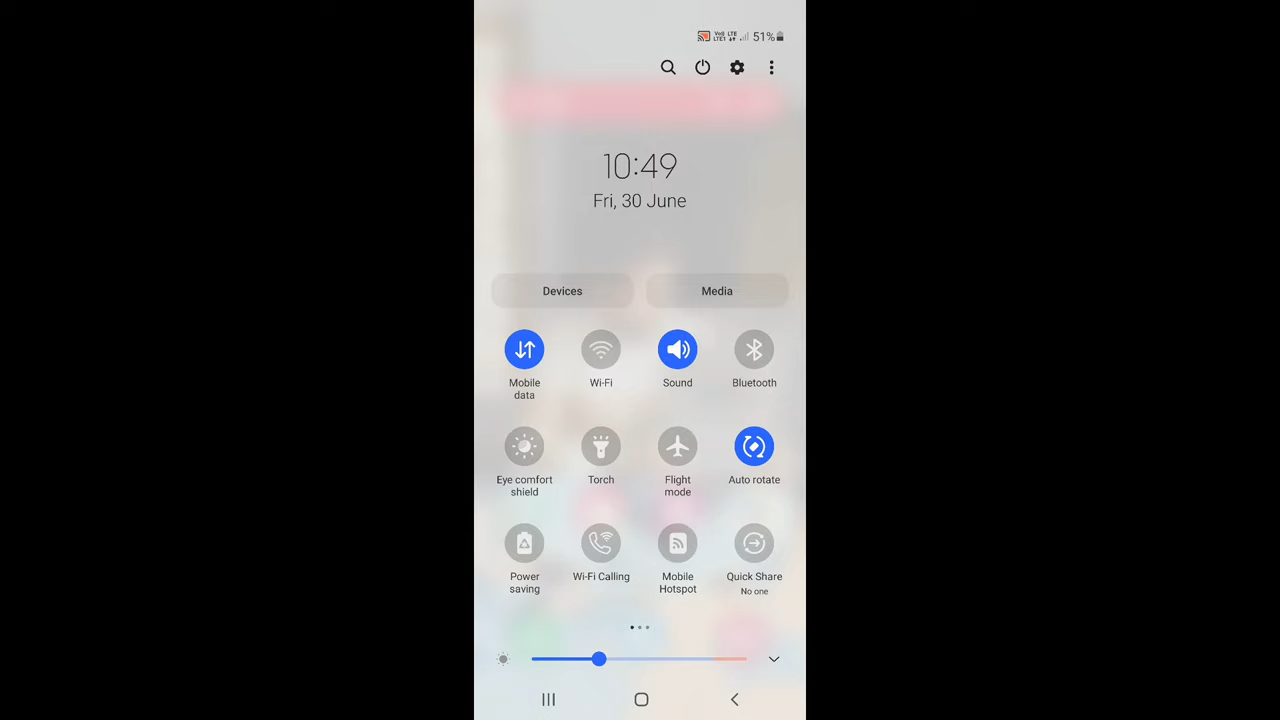 51%
10:49
Fri, 30 June
Devices Media
Mobile data Wi-Fi Sound Bluetooth
Eye comfort shield Torch Flight mode Auto rotate
Power saving Wi-Fi Calling Mobile Hotspot Quick Share
No one